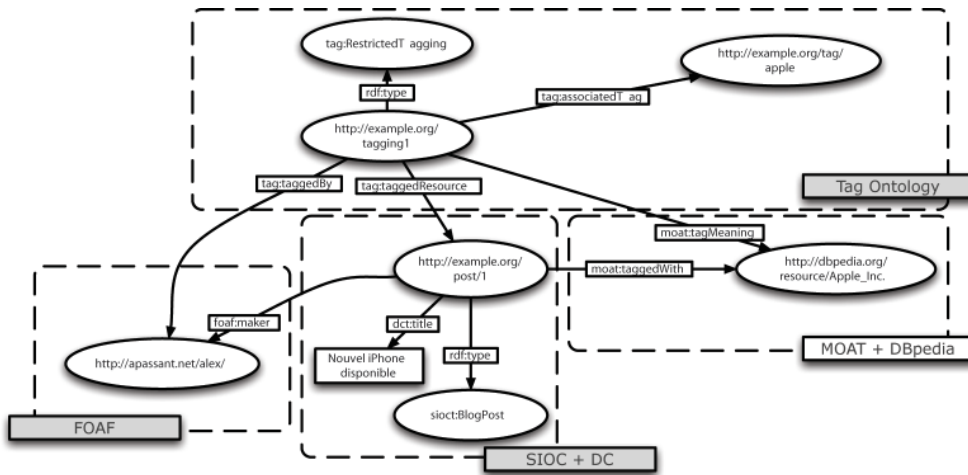 tag:RestrictedT agging
http://example.org/tag/
apple
rdf:type
tag:associatedT ag
http://example.org/
tagging1
tag:taggedBy
tag:taggedResource
Tag Ontology
moat:tagMeaning
http://example.org/
post/1
moat:taggedWith
http://dbpedia.org/
resource/Apple_Inc.
foaf:maker
dct:title
MOAT + DBpedia
http://apassant.net/alex/
Nouvel iPhone
disponible
rdf:type
sioct:BlogPost
FOAF
SIOC + DC